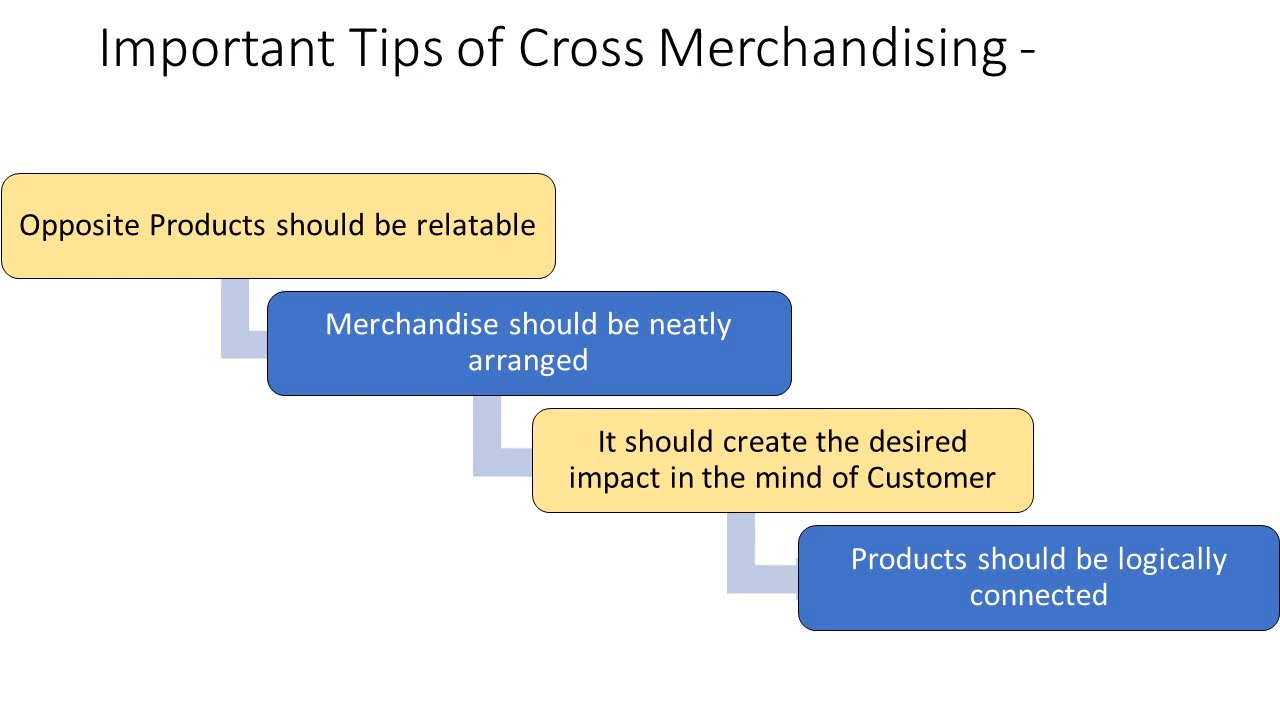 Important Tips of Cross Merchandising -
Opposite Products should be relatable
Merchandise should be neatly
arranged
It should create the desired
impact in the mind of Customer
Products should be logically
connected